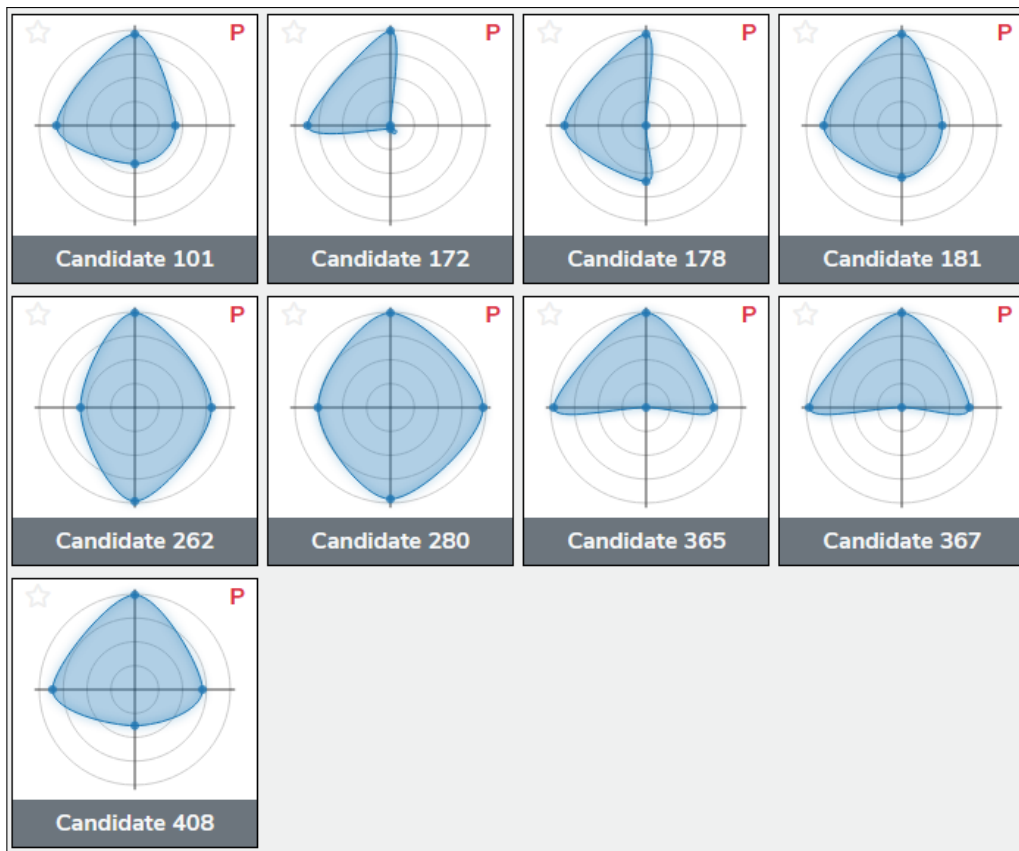 P
P
P
P
Candidate 101
Candidate 172
Candidate 178
Candidate 181
P
P
P
P
Candidate 262
Candidate 280
Candidate 365
Candidate 367
P
Candidate 408